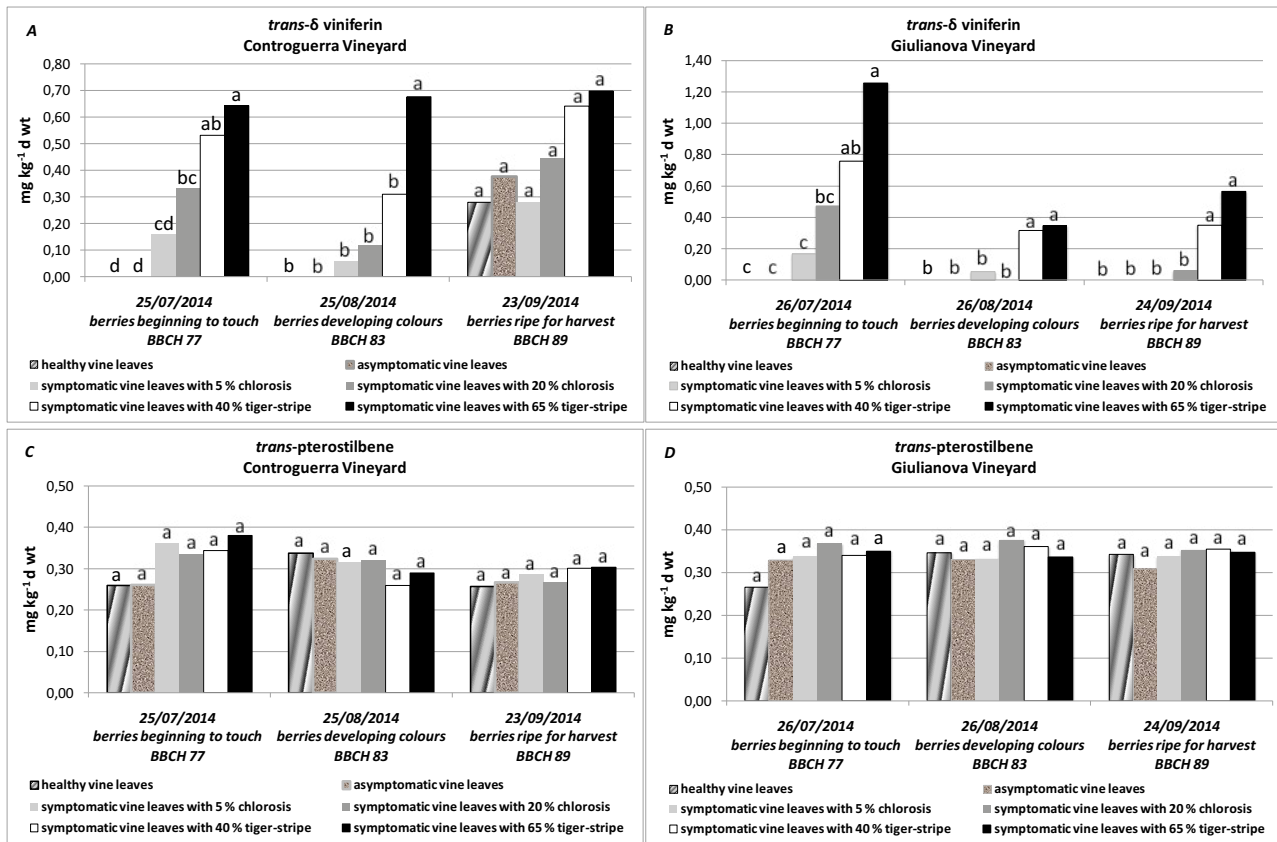 A
trans-δ viniferin
Controguerra Vineyard
mg kg-1 d wt
0,80
0,70
0,60
0,50
0,40
0,30
0,20
0,10
0,00
d d cd bc ab a
b b b b b a
a a a a a a
25/07/2014 25/08/2014 23/09/2014
berries beginning to touch berries developing colours berries ripe for harvest
BBCH 77 BBCH 83 BBCH 89
healthy vine leaves asymptomatic vine leaves
symptomatic vine leaves with 5 % chlorosis symptomatic vine leaves with 20 % chlorosis
symptomatic vine leaves with 40 % tiger-stripe symptomatic vine leaves with 65 % tiger-stripe
B
trans-δ viniferin
Giulianova Vineyard
mg kg-1 d wt
1,40
1,20
1,00
0,80
0,60
0,40
0,20
0,00
c c c bc ab a
b b b b a a
b b b b a a
26/07/2014 26/08/2014 24/09/2014
berries beginning to touch berries developing colours berries ripe for harvest
BBCH 77 BBCH 83 BBCH 89
healthy vine leaves asymptomatic vine leaves
symptomatic vine leaves with 5 % chlorosis symptomatic vine leaves with 20 % chlorosis
symptomatic vine leaves with 40 % tiger-stripe symptomatic vine leaves with 65 % tiger-stripe
C
trans-pterostilbene
Controguerra Vineyard
mg kg-1 d wt
0,50
0,40
0,30
0,20
0,10
0,00
a a a a a a
a a a a a a
a a a a a a
25/07/2014 25/08/2014 23/09/2014
berries beginning to touch berries developing colours berries ripe for harvest
BBCH 77 BBCH 83 BBCH 89
healthy vine leaves asymptomatic vine leaves
symptomatic vine leaves with 5 % chlorosis symptomatic vine leaves with 20 % chlorosis
symptomatic vine leaves with 40 % tiger-stripe symptomatic vine leaves with 65 % tiger-stripe
D
trans-pterostilbene
Giulianova Vineyard
mg kg-1 d wt
0,50
0,40
0,30
0,20
0,10
0,00
a a a a a a
a a a a a a
a a a a a a
26/07/2014 26/08/2014 24/09/2014
berries beginning to touch berries developing colours berries ripe for harvest
BBCH 77 BBCH 83 BBCH 89
healthy vine leaves asymptomatic vine leaves
symptomatic vine leaves with 5 % chlorosis symptomatic vine leaves with 20 % chlorosis
symptomatic vine leaves with 40 % tiger-stripe symptomatic vine leaves with 65 % tiger-stripe